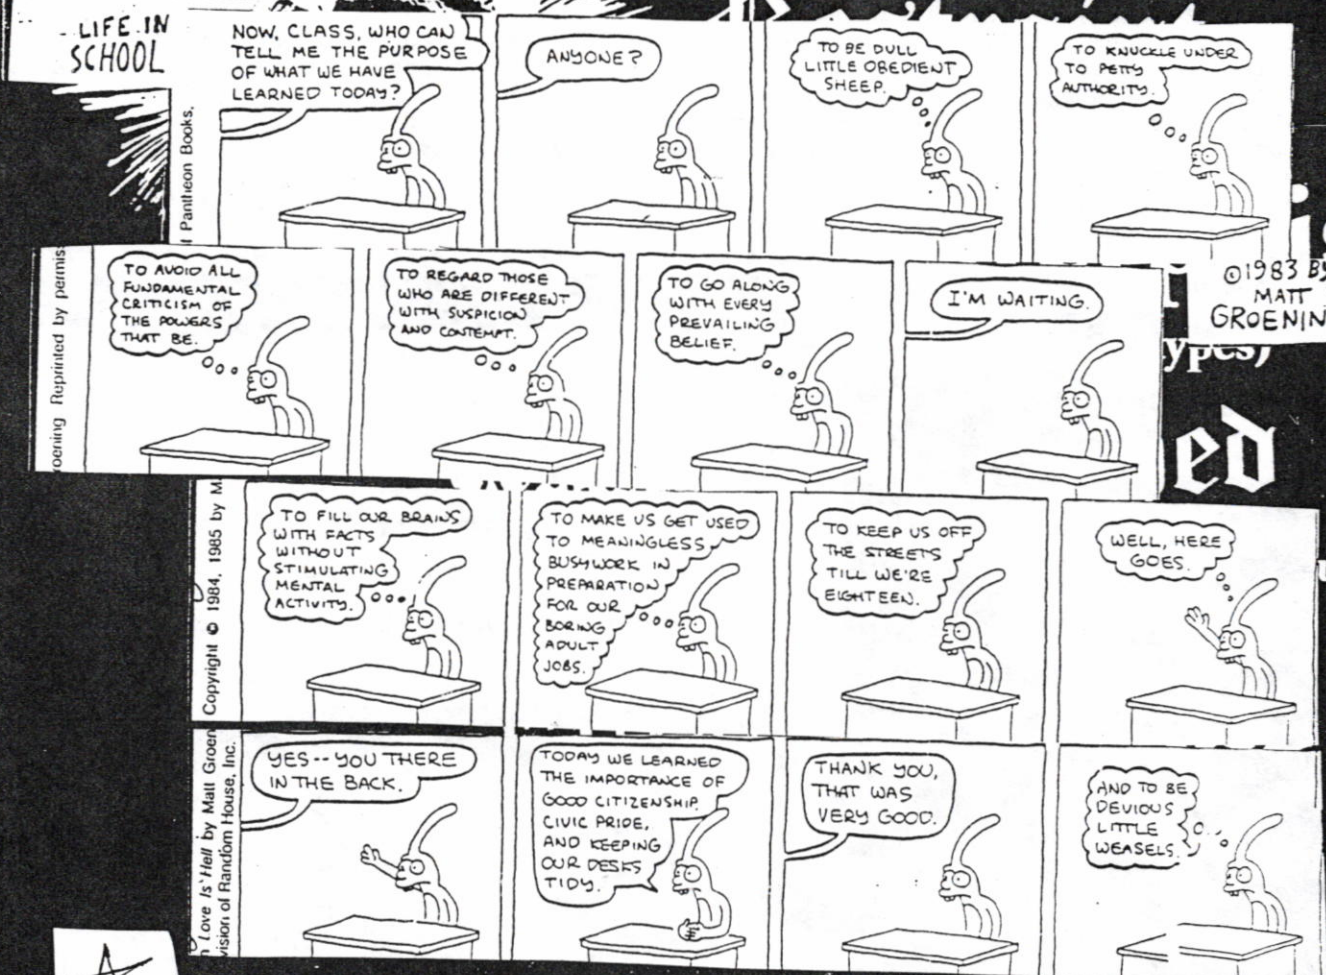 LIFE IN
SCHOOL
NOW, CLASS, WHO CAN
TELL ME THE PURPOSE
OF WHAT WE HAVE
LEARNED TODAY?
ANYONE?
TO BE DULL
LITTLE OBEDIENT
SHEEP.
TO KNUCKLE UNDER
TO PETTY
AUTHORITY.
Pantheon Books.
TO AVOID ALL
FUNDAMENTAL
CRITICISM OF
THE POWERS
THAT BE.
TO REGARD THOSE
WHO ARE DIFFERENT
WITH SUSPICION
AND CONTEMPT.
TO GO ALONG
WITH EVERY
PREVAILING
BELIEF.
I'M WAITING.
©1983 BY
MATT
GROENIN
ypes)
ed
roening Reprinted by permis
TO FILL OUR BRAINS
WITH FACTS
WITHOUT
STIMULATING
MENTAL
ACTIVITY.
TO MAKE US GET USED
TO MEANINGLESS
BUSYWORK IN
PREPARATION
FOR OUR
BORING
ADULT
JOBS.
TO KEEP US OFF
THE STREETS
TILL WE'RE
EIGHTEEN.
WELL, HERE
GOES.
Copyright © 1984, 1985 by M
YES--YOU THERE
IN THE BACK.
TODAY WE LEARNED
THE IMPORTANCE OF
GOOD CITIZENSHIP,
CIVIC PRIDE,
AND KEEPING
OUR DESKS
TIDY.
THANK YOU,
THAT WAS
VERY GOOD.
AND TO BE
DEVIOUS
LITTLE
WEASELS.
Love Is Hell by Matt Groen
vision of Random House, Inc.